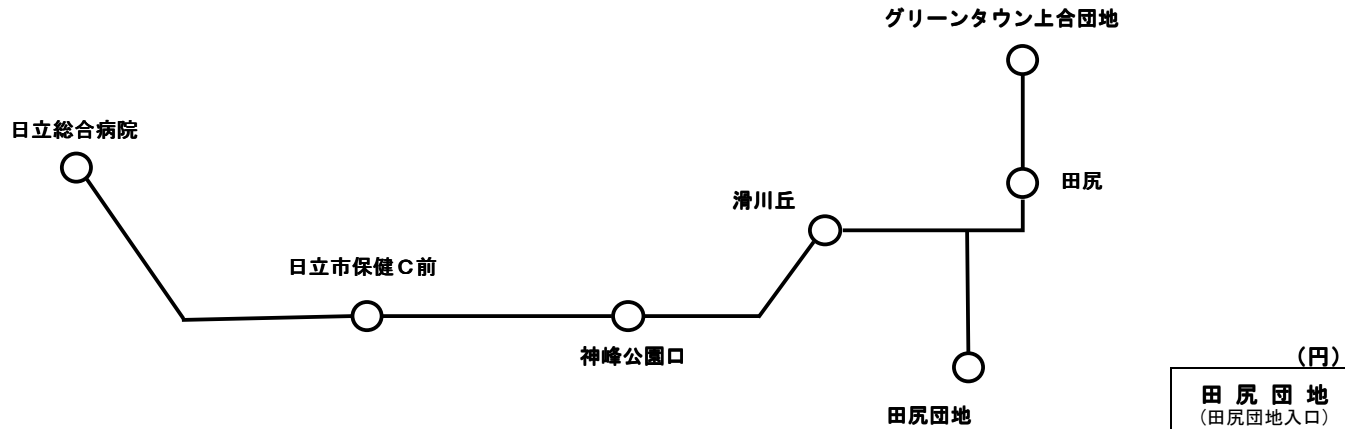 グリーンタウン上合団地
日立総合病院
田尻
滑川丘
日立市保健C前
神峰公園口
(円)
田尻団地
(田尻団地入口)
田尻団地